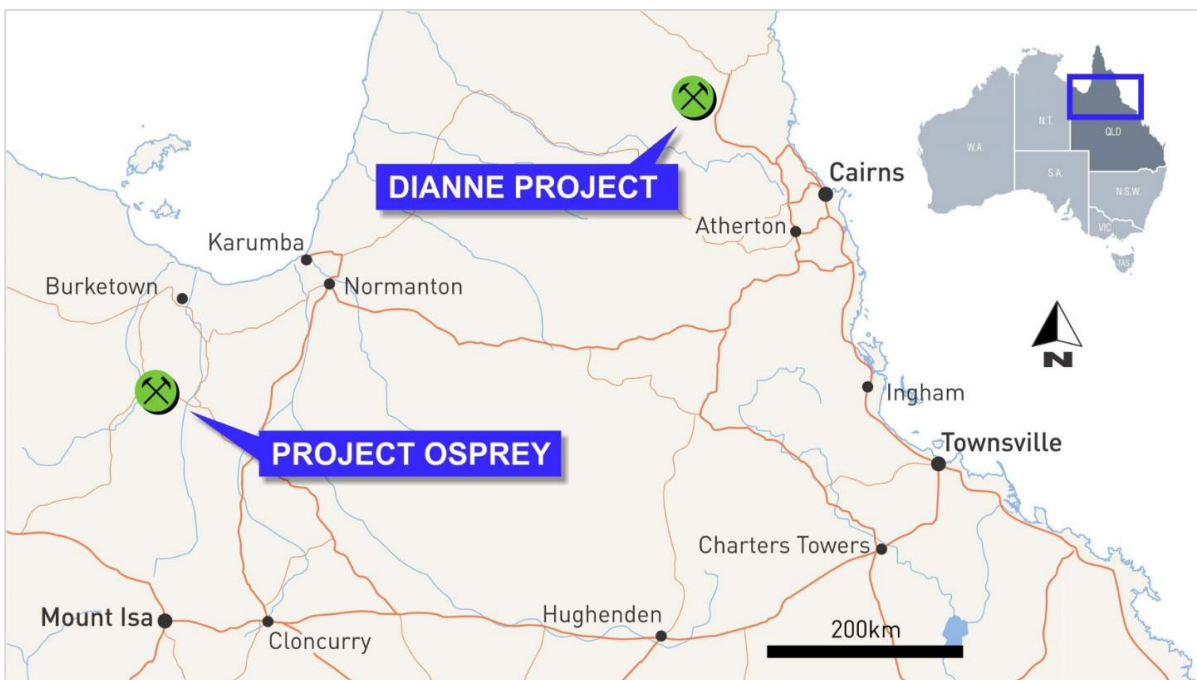 DIANNE PROJECT
Cairns
Atherton
Karumba
Burketown
Normanton
PROJECT OSPREY
Ingham
Townsville
Charters Towers
Mount Isa
Cloncurry
Hughenden
200km
N.T.
QLD
W.A.
S.A.
N.S.W.
VIC
TAS
N